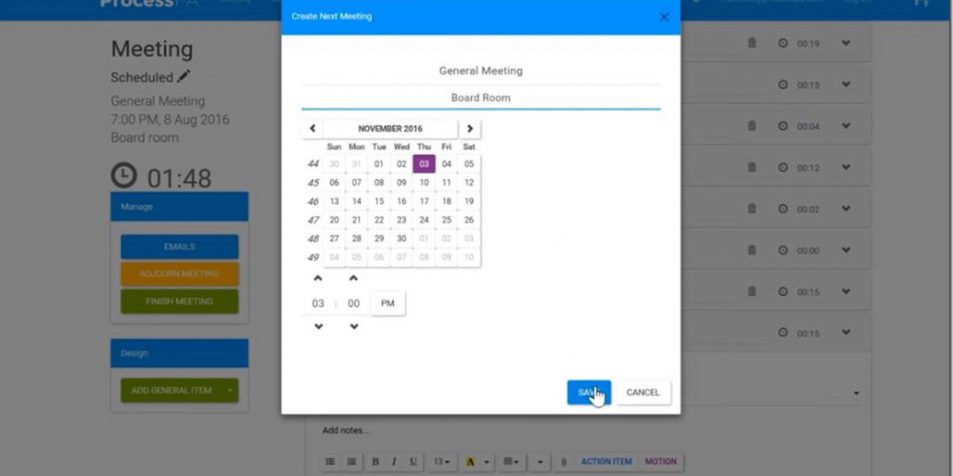 Process PA
Create Next Meeting
General Meeting
Board Room
NOVEMBER 2016
Sun Mon Tue Wed Thu Fri Sat
44 30 31 01 02 03 04 05
45 06 07 08 09 10 11 12
46 13 14 15 16 17 18 19
47 20 21 22 23 24 25 26
48 27 28 29 30 01 02 03
49 04 05 06 07 08 09 10
03 : 00 PM
SAVE CANCEL
Meeting
Scheduled
General Meeting
7:00 PM, 8 Aug 2016
Board room
01:48
Manage
EMAILS
ADJOURN MEETING
FINISH MEETING
Design
ADD GENERAL ITEM
00:19
00:15
00:04
00:12
00:02
00:00
00:15
00:15
Add notes...
B I U 13 A ACTION ITEM MOTION